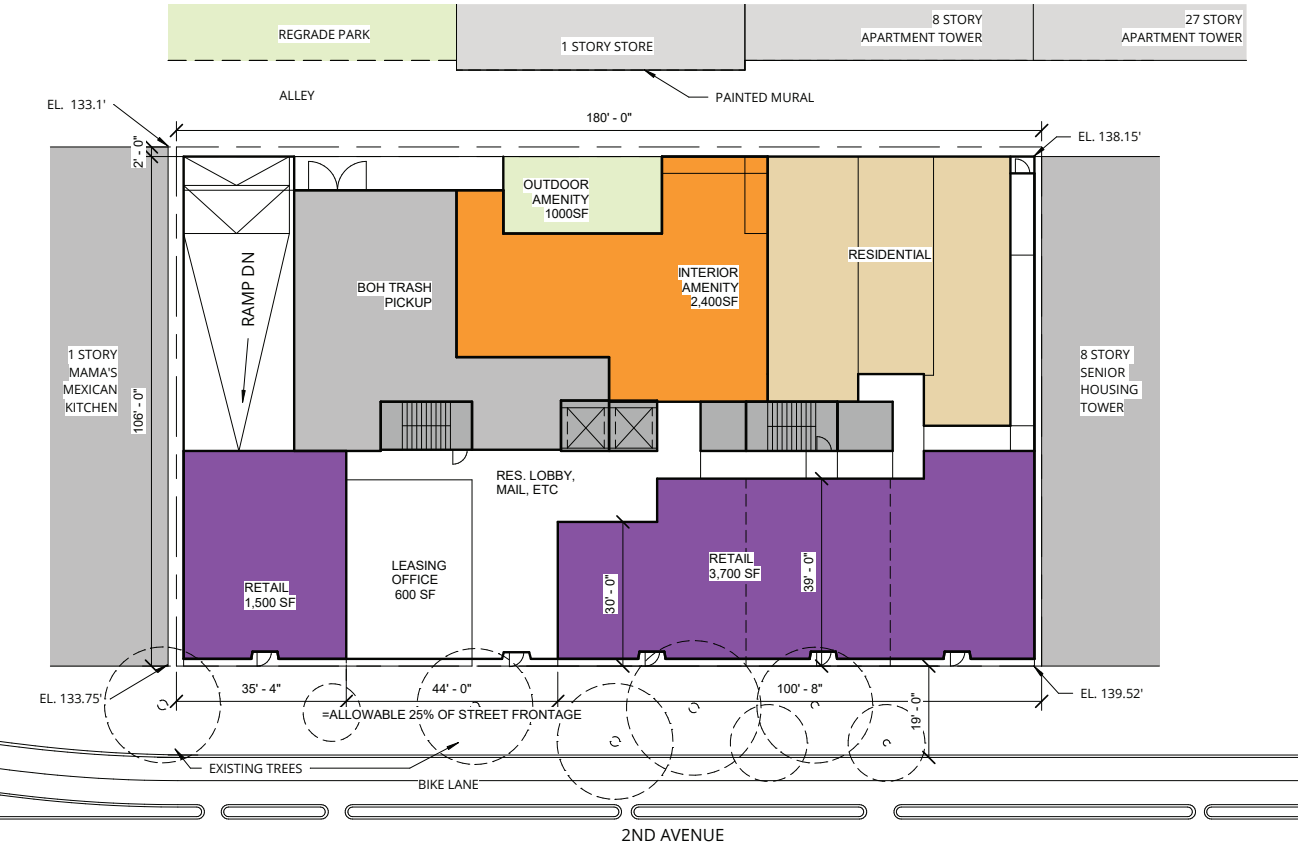 REGRADE PARK
1 STORY STORE
8 STORY
APARTMENT TOWER
27 STORY
APARTMENT TOWER
ALLEY
PAINTED MURAL
EL. 133.1'
180' - 0"
EL. 138.15'
2' - 0"
OUTDOOR
AMENITY
1000SF
RAMP DN
BOH TRASH
PICKUP
INTERIOR
AMENITY
2,400SF
RESIDENTIAL
1 STORY
MAMA'S
MEXICAN
KITCHEN
106' - 0"
8 STORY
SENIOR
HOUSING
TOWER
RES. LOBBY,
MAIL, ETC
LEASING
OFFICE
600 SF
RETAIL
1,500 SF
30' - 0"
RETAIL
3,700 SF
39' - 0"
EL. 133.75'
35' - 4"
44' - 0"
100' - 8"
EL. 139.52'
=ALLOWABLE 25% OF STREET FRONTAGE
19' - 0"
EXISTING TREES
BIKE LANE
2ND AVENUE